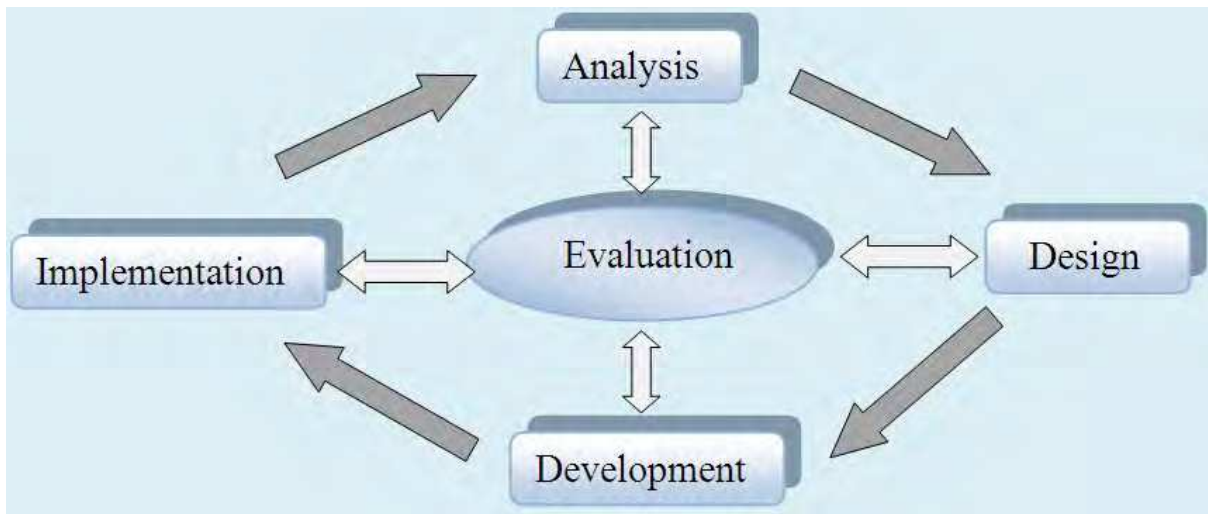 Analysis
Evaluation
Implementation
Design
Development